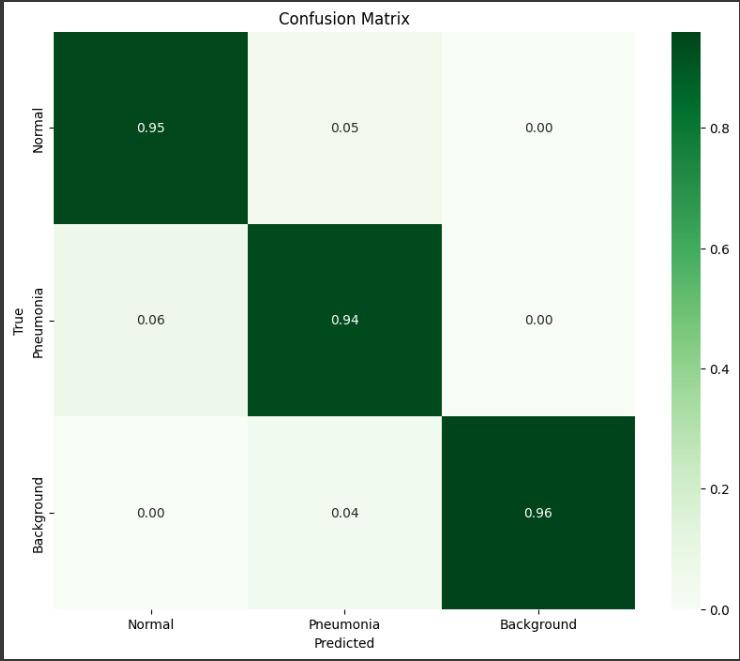 Confusion Matrix
Normal 0.95 0.05 0.00
0.8
0.6
True
Pneumonia 0.06 0.94 0.00
0.4
0.2
Background 0.00 0.04 0.96
0.0
Normal Pneumonia Background
Predicted